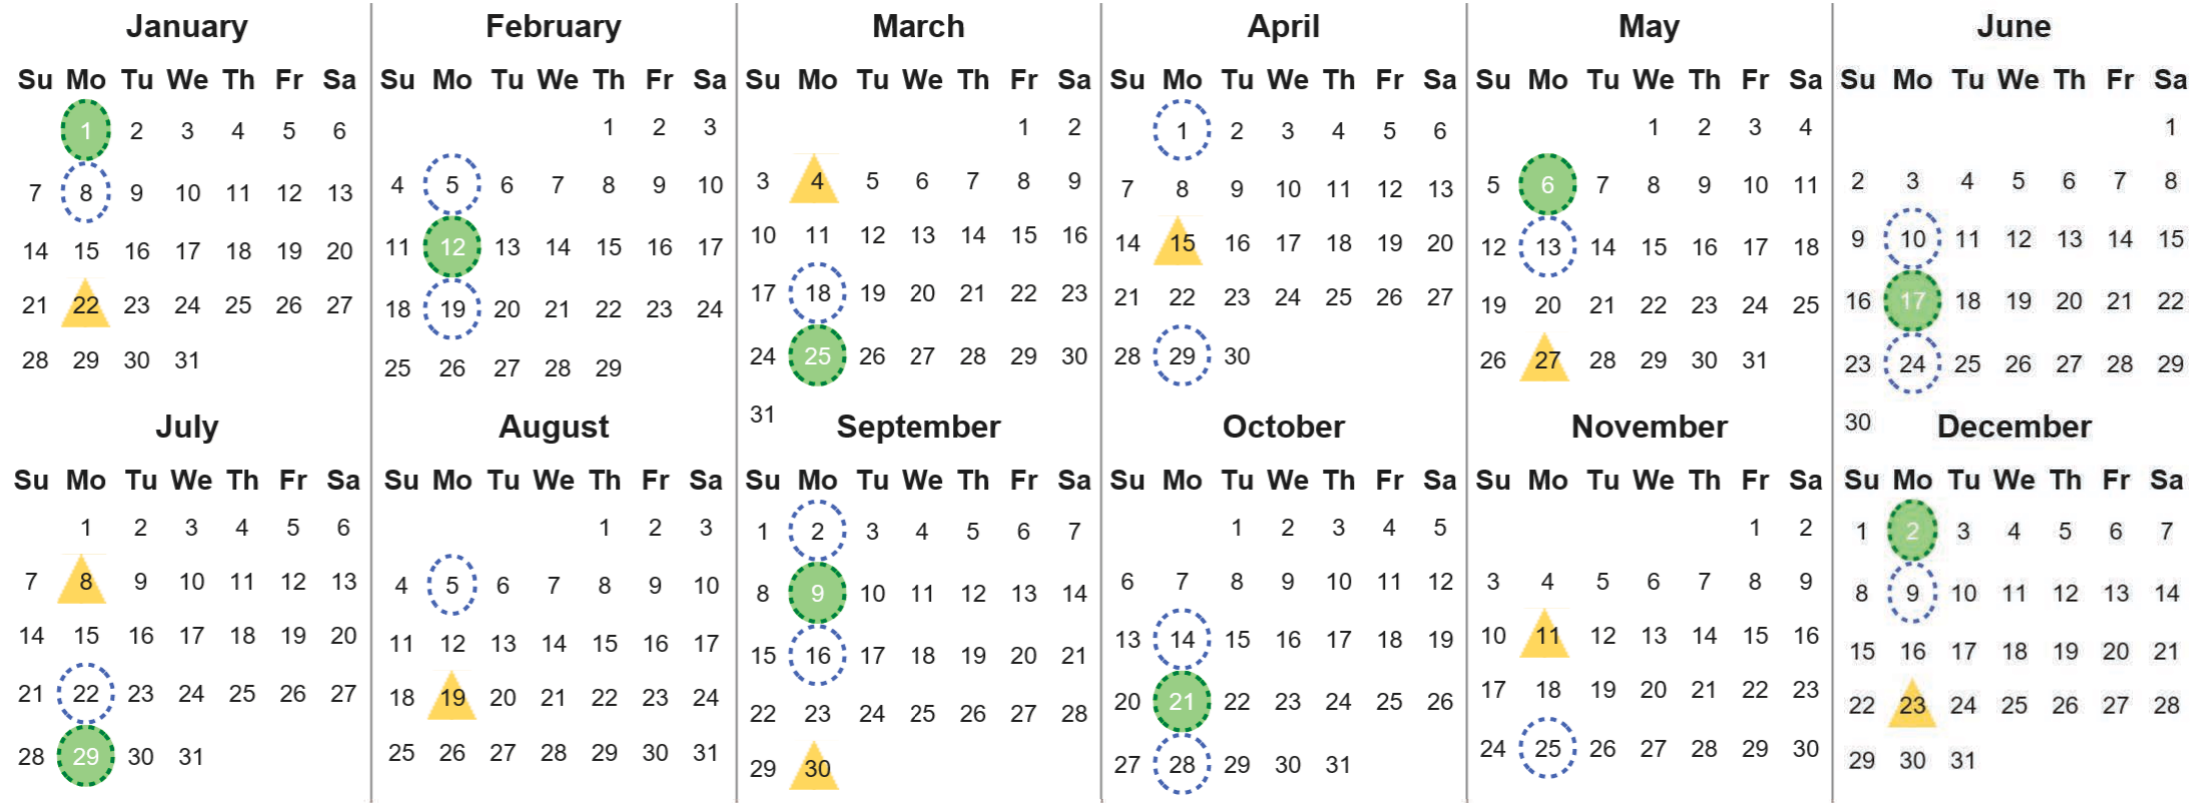 January
Su Mo Tu We Th Fr Sa
1 2 3 4 5 6
7 8 9 10 11 12 13
14 15 16 17 18 19 20
21 22 23 24 25 26 27
28 29 30 31
February
Su Mo Tu We Th Fr Sa
1 2 3
4 5 6 7 8 9 10
11 12 13 14 15 16 17
18 19 20 21 22 23 24
25 26 27 28 29
March
Su Mo Tu We Th Fr Sa
1 2
3 4 5 6 7 8 9
10 11 12 13 14 15 16
17 18 19 20 21 22 23
24 25 26 27 28 29 30
31
April
Su Mo Tu We Th Fr Sa
1 2 3 4 5 6
7 8 9 10 11 12 13
14 15 16 17 18 19 20
21 22 23 24 25 26 27
28 29 30
May
Su Mo Tu We Th Fr Sa
1 2 3 4
5 6 7 8 9 10 11
12 13 14 15 16 17 18
19 20 21 22 23 24 25
26 27 28 29 30 31
June
Su Mo Tu We Th Fr Sa
1
2 3 4 5 6 7 8
9 10 11 12 13 14 15
16 17 18 19 20 21 22
23 24 25 26 27 28 29
30
July
Su Mo Tu We Th Fr Sa
1 2 3 4 5 6
7 8 9 10 11 12 13
14 15 16 17 18 19 20
21 22 23 24 25 26 27
28 29 30 31
August
Su Mo Tu We Th Fr Sa
1 2 3
4 5 6 7 8 9 10
11 12 13 14 15 16 17
18 19 20 21 22 23 24
25 26 27 28 29 30 31
September
Su Mo Tu We Th Fr Sa
1 2 3 4 5 6 7
8 9 10 11 12 13 14
15 16 17 18 19 20 21
22 23 24 25 26 27 28
29 30
October
Su Mo Tu We Th Fr Sa
1 2 3 4 5
6 7 8 9 10 11 12
13 14 15 16 17 18 19
20 21 22 23 24 25 26
27 28 29 30 31
November
Su Mo Tu We Th Fr Sa
1 2
3 4 5 6 7 8 9
10 11 12 13 14 15 16
17 18 19 20 21 22 23
24 25 26 27 28 29 30
December
Su Mo Tu We Th Fr Sa
1 2 3 4 5 6 7
8 9 10 11 12 13 14
15 16 17 18 19 20 21
22 23 24 25 26 27 28
29 30 31